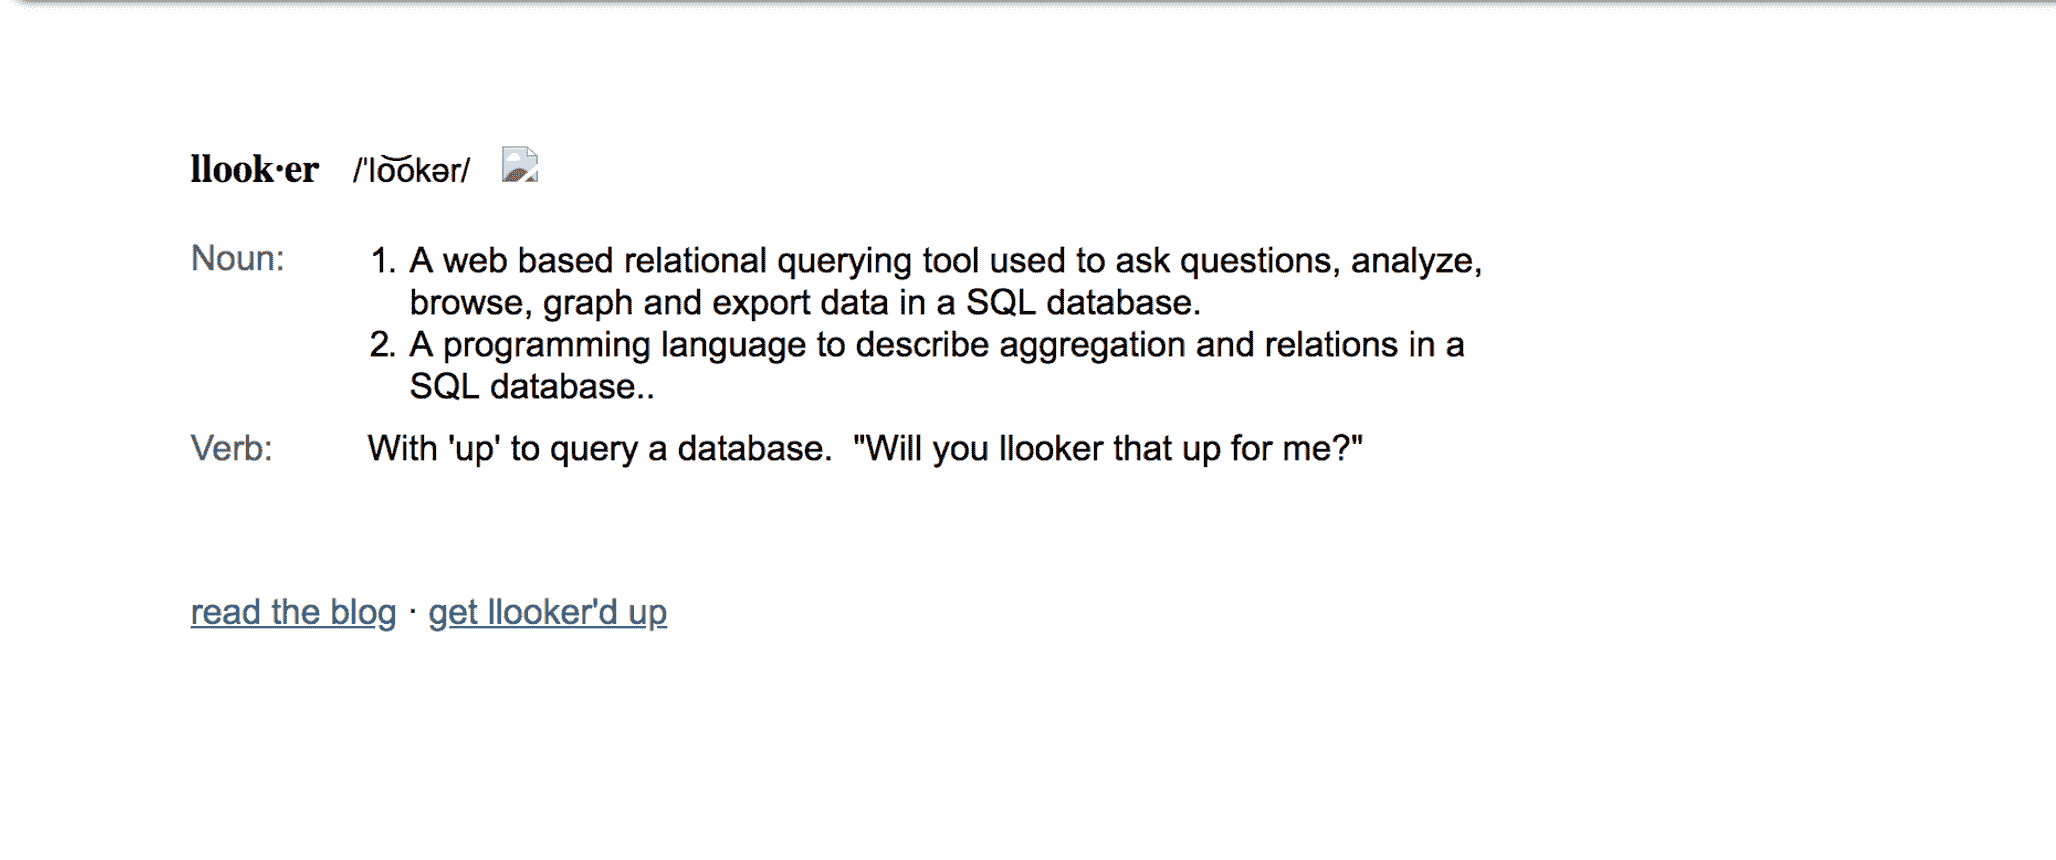 llook·er /'lo͝okər/
Noun: 1. A web based relational querying tool used to ask questions, analyze,
browse, graph and export data in a SQL database.
2. A programming language to describe aggregation and relations in a
SQL database..
Verb: With 'up' to query a database. "Will you llooker that up for me?"
read the blog · get llooker'd up